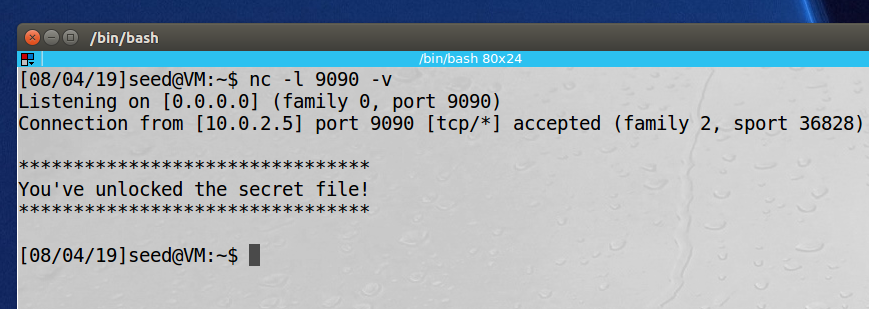 /bin/bash
/bin/bash 80x24
[08/04/19]seed@VM:~$ nc -l 9090 -v
Listening on [0.0.0.0] (family 0, port 9090)
Connection from [10.0.2.5] port 9090 [tcp/*] accepted (family 2, sport 36828)
********************************
You've unlocked the secret file!
********************************
[08/04/19]seed@VM:~$